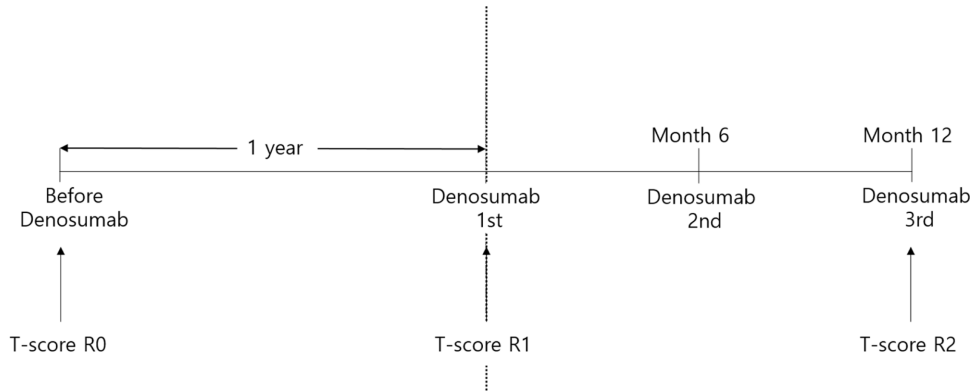 1 year
Month 6
Month 12
Before
Denosumab
Denosumab
1st
Denosumab
2nd
Denosumab
3rd
T-score R0
T-score R1
T-score R2